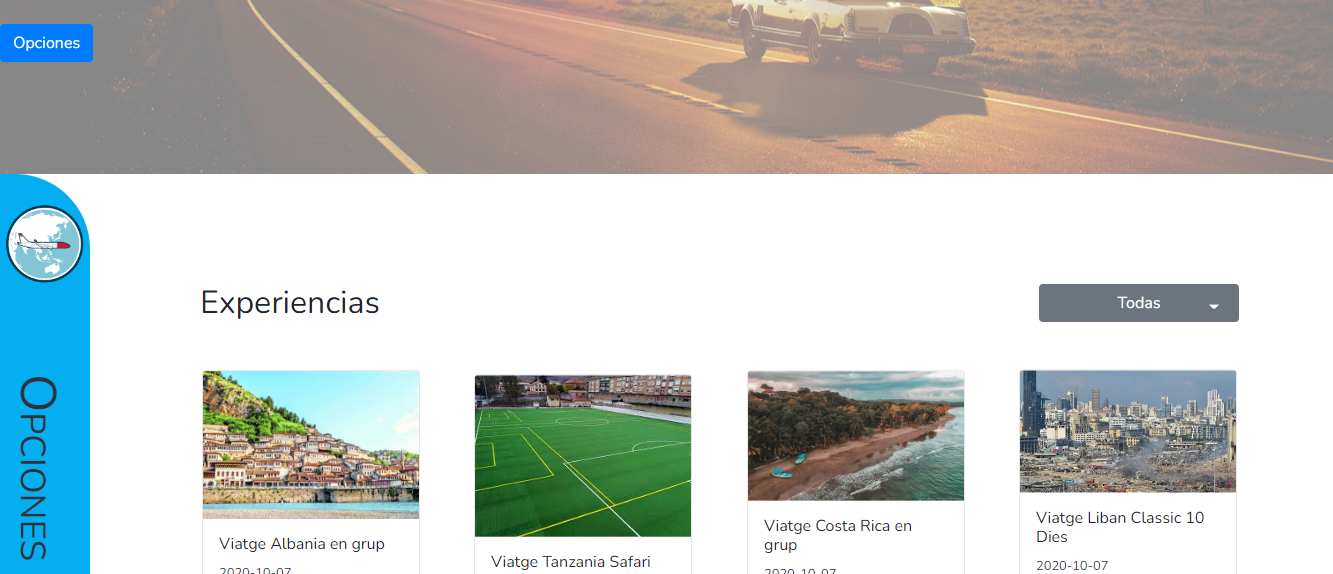 Opciones
Experiencias
Todas
OPCIONES
Viatge Albania en grup
2020-10-07
Viatge Tanzania Safari
Viatge Costa Rica en
grup
2020-10-07
Viatge Liban Classic 10
Dies
2020-10-07